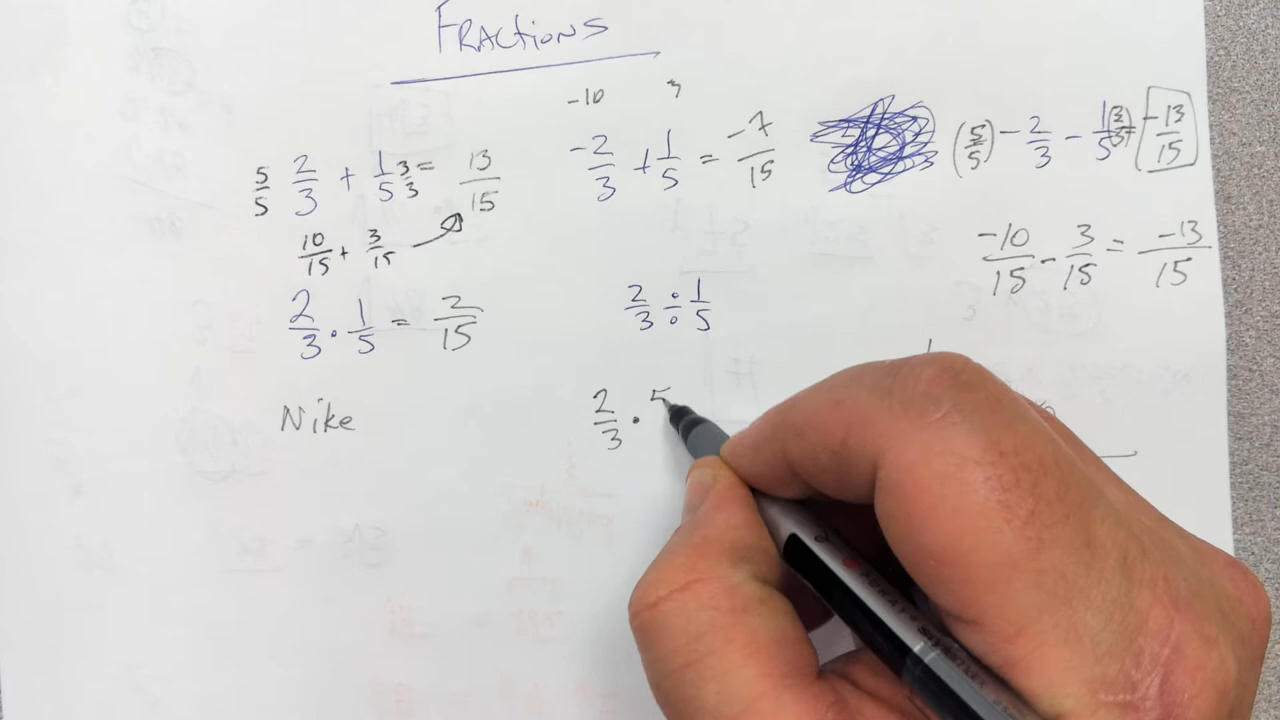 FRACTIONS
5/5 2/3 + 1/5 3/3 = 13/15
10/15 + 3/15
2/3 · 1/5 = 2/15
Nike
-10 3
-2/3 + 1/5 = -7/15
2/3 ÷ 1/5
2/3 · 5
(5/5) - 2/3 - 1/5 (3/3) = -13/15
-10/15 - 3/15 = -13/15